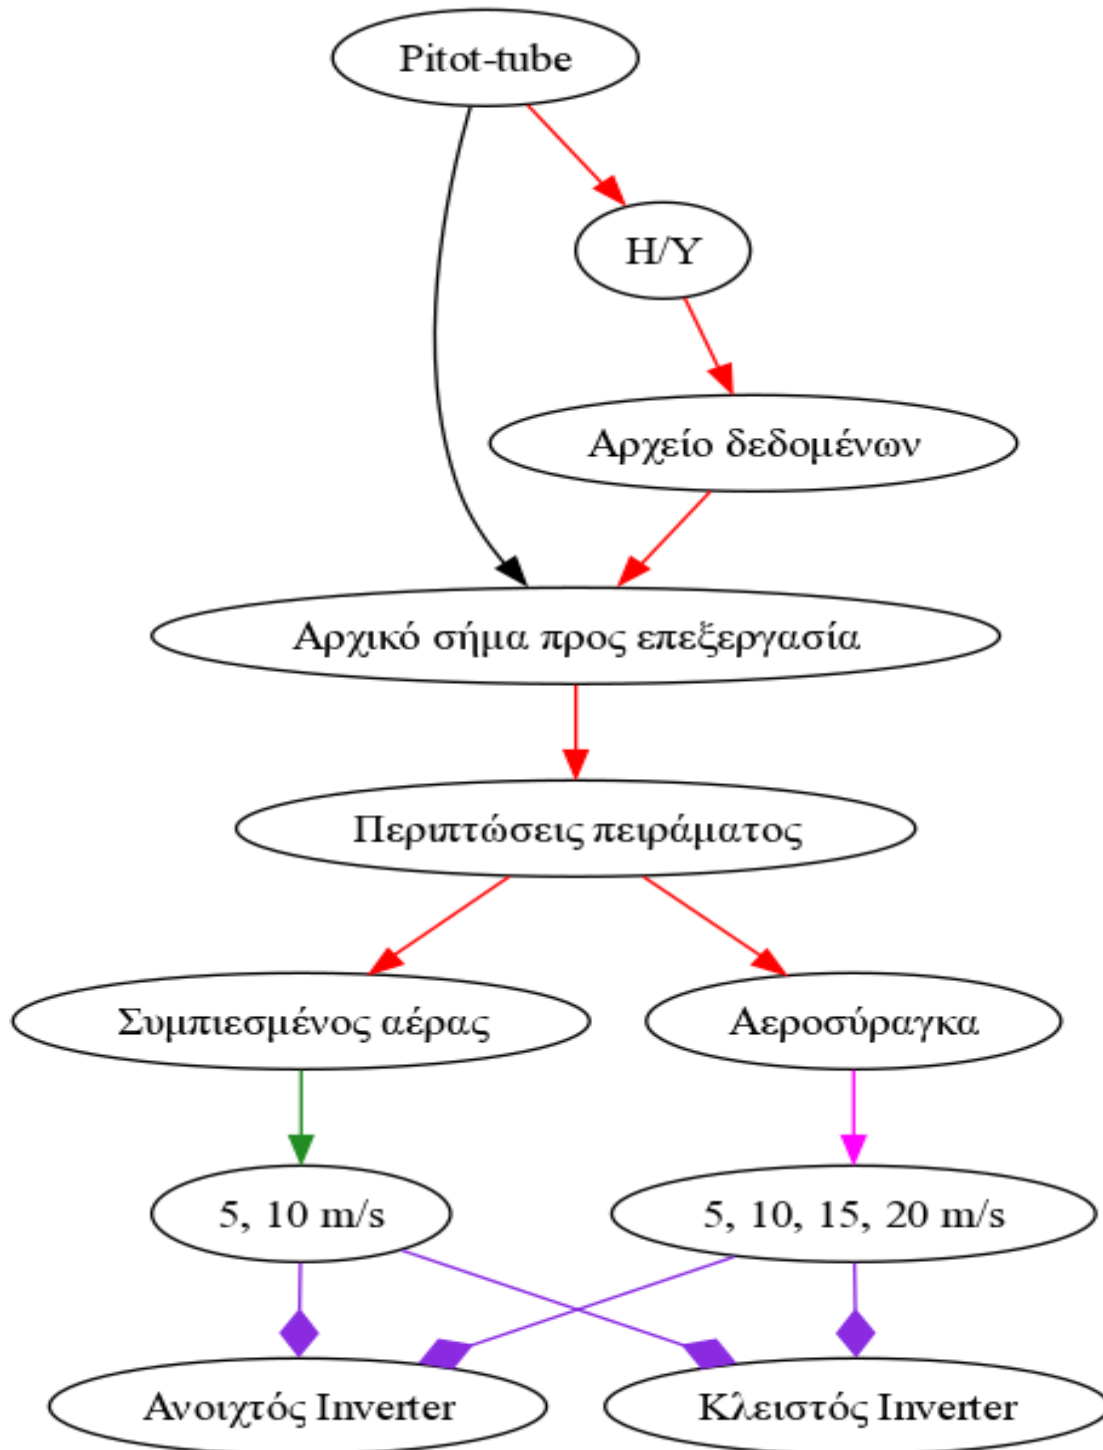 Pitot-tube
Η/Υ
Αρχείο δεδομένων
Αρχικό σήμα προς επεξεργασία
Περιπτώσεις πειράματος
Συμπιεσμένος αέρας
Αεροσύραγκα
5, 10 m/s
5, 10, 15, 20 m/s
Ανοιχτός Inverter
Κλειστός Inverter